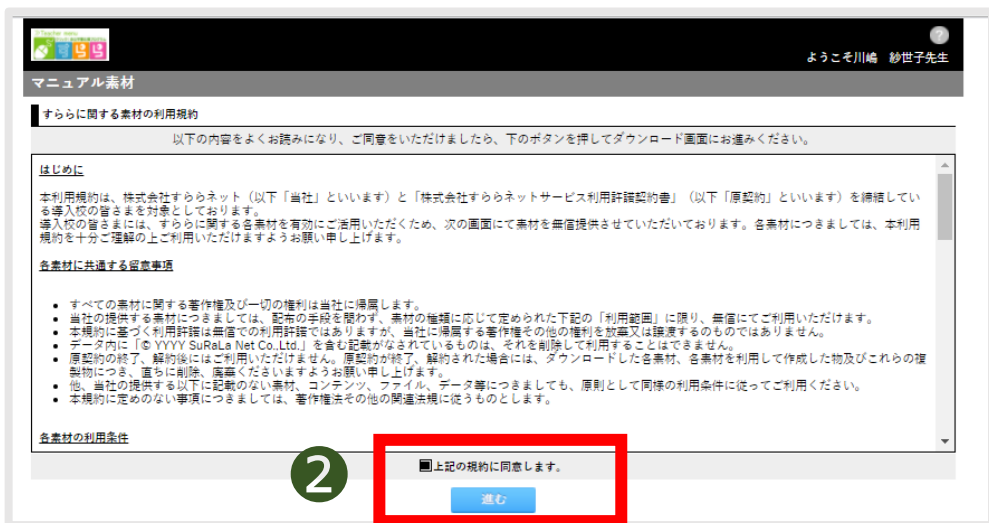 Teacher menu
すらら
?
ようこそ川嶋 紗世子先生
マニュアル素材
すららに関する素材の利用規約
以下の内容をよくお読みになり、ご同意をいただけましたら、下のボタンを押してダウンロード画面にお進みください。
はじめに
本利用規約は、株式会社すららネット（以下「当社」といいます）と「株式会社すららネットサービス利用許諾契約書」（以下「原契約」といいます）を締結してい
る導入校の皆さまを対象としております。
導入校の皆さまには、すららに関する各素材を有効にご活用いただくため、次の画面にて素材を無償提供させていただいております。各素材につきましては、本利用
規約を十分ご理解の上ご利用いただけますようお願い申し上げます。
各素材に共通する留意事項
• すべての素材に関する著作権及び一切の権利は当社に帰属します。
• 当社の提供する素材につきましては、配布の手段を問わず、素材の種類に応じて定められた下記の「利用範囲」に限り、無償にてご利用いただけます。
• 本規約に基づく利用許諾は無償での利用許諾ではありますが、当社に帰属する著作権その他の権利を放棄又は譲渡するものではありません。
• データ内に「© YYYY SuRaLa Net Co.,Ltd.」を含む記載がなされているものは、それを削除して利用することはできません。
• 原契約の終了、解約後にはご利用いただけません。原契約が終了、解約された場合には、ダウンロードした各素材、各素材を利用して作成した物及びこれらの複
製物につき、直ちに削除、廃棄くださいますようお願い申し上げます。
• 他、当社の提供する以下に記載のない素材、コンテンツ、ファイル、データ等につきましても、原則として同様の利用条件に従ってご利用ください。
• 本規約に定めのない事項につきましては、著作権法その他の関連法規に従うものとします。
各素材の利用条件
2
上記の規約に同意します。
進む